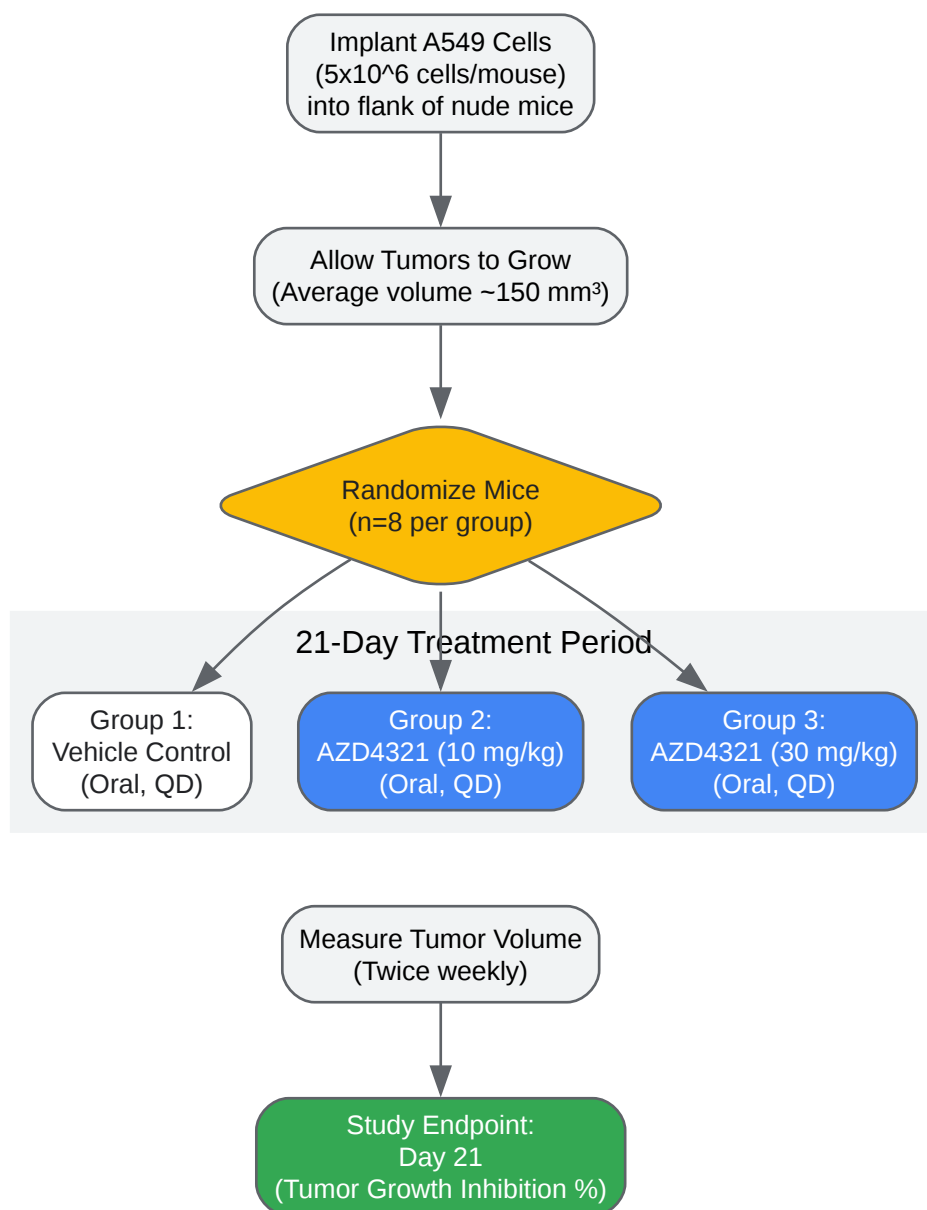 Implant A549 Cells
(5x10^6 cells/mouse)
into flank of nude mice
Allow Tumors to Grow
(Average volume ~150 mm³)
Randomize Mice
(n=8 per group)
21-Day Treatment Period
Group 1:
Vehicle Control
(Oral, QD)
Group 2:
AZD4321 (10 mg/kg)
(Oral, QD)
Group 3:
AZD4321 (30 mg/kg)
(Oral, QD)
Measure Tumor Volume
(Twice weekly)
Study Endpoint:
Day 21
(Tumor Growth Inhibition %)